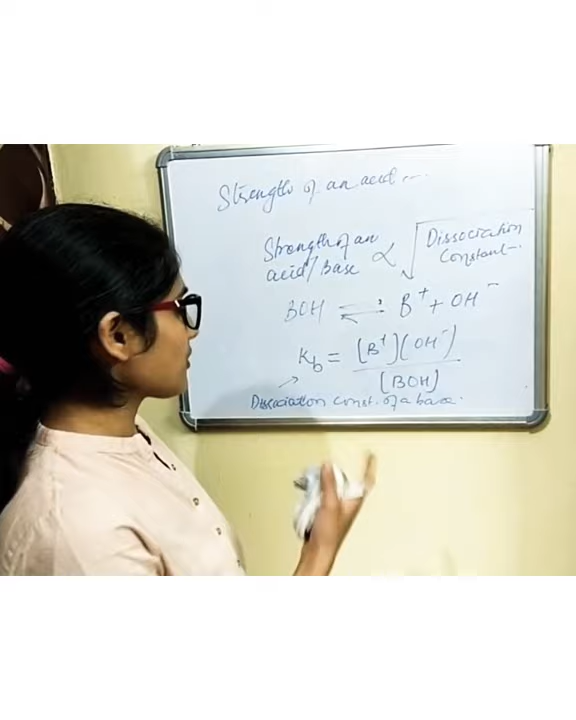 Strength of an acid :-
Strength of an acid/Base ∝ √Dissociation Constant :-
BOH ⇌ B⁺ + OH⁻
K_b = [B⁺][OH⁻] / [BOH]
Dissociation const. of a base.